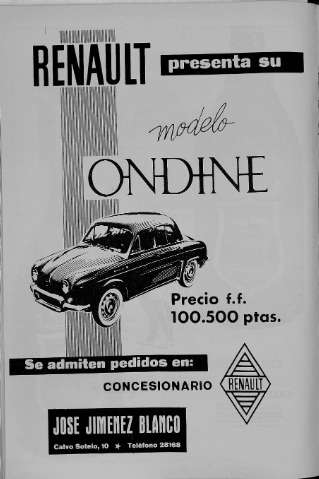 RENAULT presenta su
modelo
ONDINE
Precio f.f.
100.500 ptas.
Se admiten pedidos en:
CONCESIONARIO RENAULT
JOSE JIMENEZ BLANCO
Calvo Sotelo, 10 * Teléfono 28168